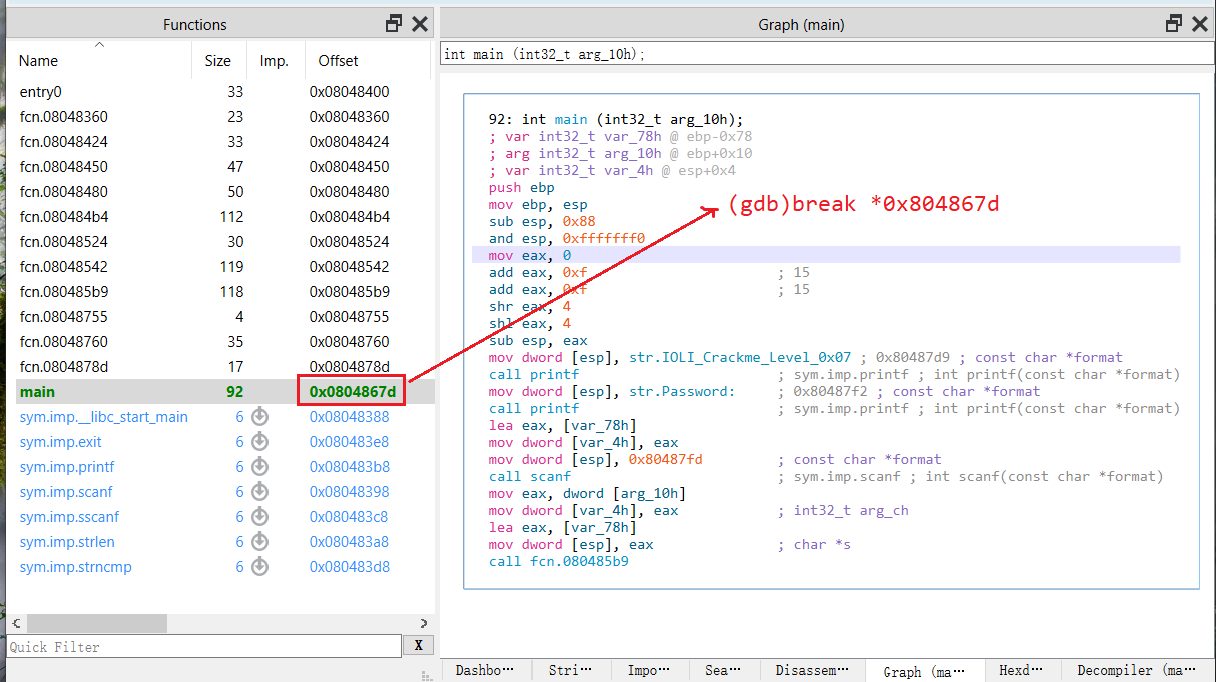 Functions
Name Size Imp. Offset
entry0 33 0x08048400
fcn.08048360 23 0x08048360
fcn.08048424 33 0x08048424
fcn.08048450 47 0x08048450
fcn.08048480 50 0x08048480
fcn.080484b4 112 0x080484b4
fcn.08048524 30 0x08048524
fcn.08048542 119 0x08048542
fcn.080485b9 118 0x080485b9
fcn.08048755 4 0x08048755
fcn.08048760 35 0x08048760
fcn.0804878d 17 0x0804878d
main 92 0x0804867d
sym.imp.__libc_start_main 6 0x08048388
sym.imp.exit 6 0x080483e8
sym.imp.printf 6 0x080483b8
sym.imp.scanf 6 0x08048398
sym.imp.sscanf 6 0x080483c8
sym.imp.strlen 6 0x080483a8
sym.imp.strncmp 6 0x080483d8
Quick Filter X
Graph (main)
int main (int32_t arg_10h);
92: int main (int32_t arg_10h);
; var int32_t var_78h @ ebp-0x78
; arg int32_t arg_10h @ ebp+0x10
; var int32_t var_4h @ esp+0x4
push ebp
mov ebp, esp
(gdb)break *0x804867d
sub esp, 0x88
and esp, 0xfffffff0
mov eax, 0
add eax, 0xf ; 15
add eax, 0xf ; 15
shr eax, 4
shl eax, 4
sub esp, eax
mov dword [esp], str.IOLI_Crackme_Level_0x07 ; 0x80487d9 ; const char *format
call printf ; sym.imp.printf ; int printf(const char *format)
mov dword [esp], str.Password: ; 0x80487f2 ; const char *format
call printf ; sym.imp.printf ; int printf(const char *format)
lea eax, [var_78h]
mov dword [var_4h], eax
mov dword [esp], 0x80487fd ; const char *format
call scanf ; sym.imp.scanf ; int scanf(const char *format)
mov eax, dword [arg_10h]
mov dword [var_4h], eax ; int32_t arg_ch
lea eax, [var_78h]
mov dword [esp], eax ; char *s
call fcn.080485b9
Dashbo⋯ Stri⋯ Impo⋯ Sea⋯ Disassem⋯ Graph (ma⋯ Hexd⋯ Decompiler (ma⋯